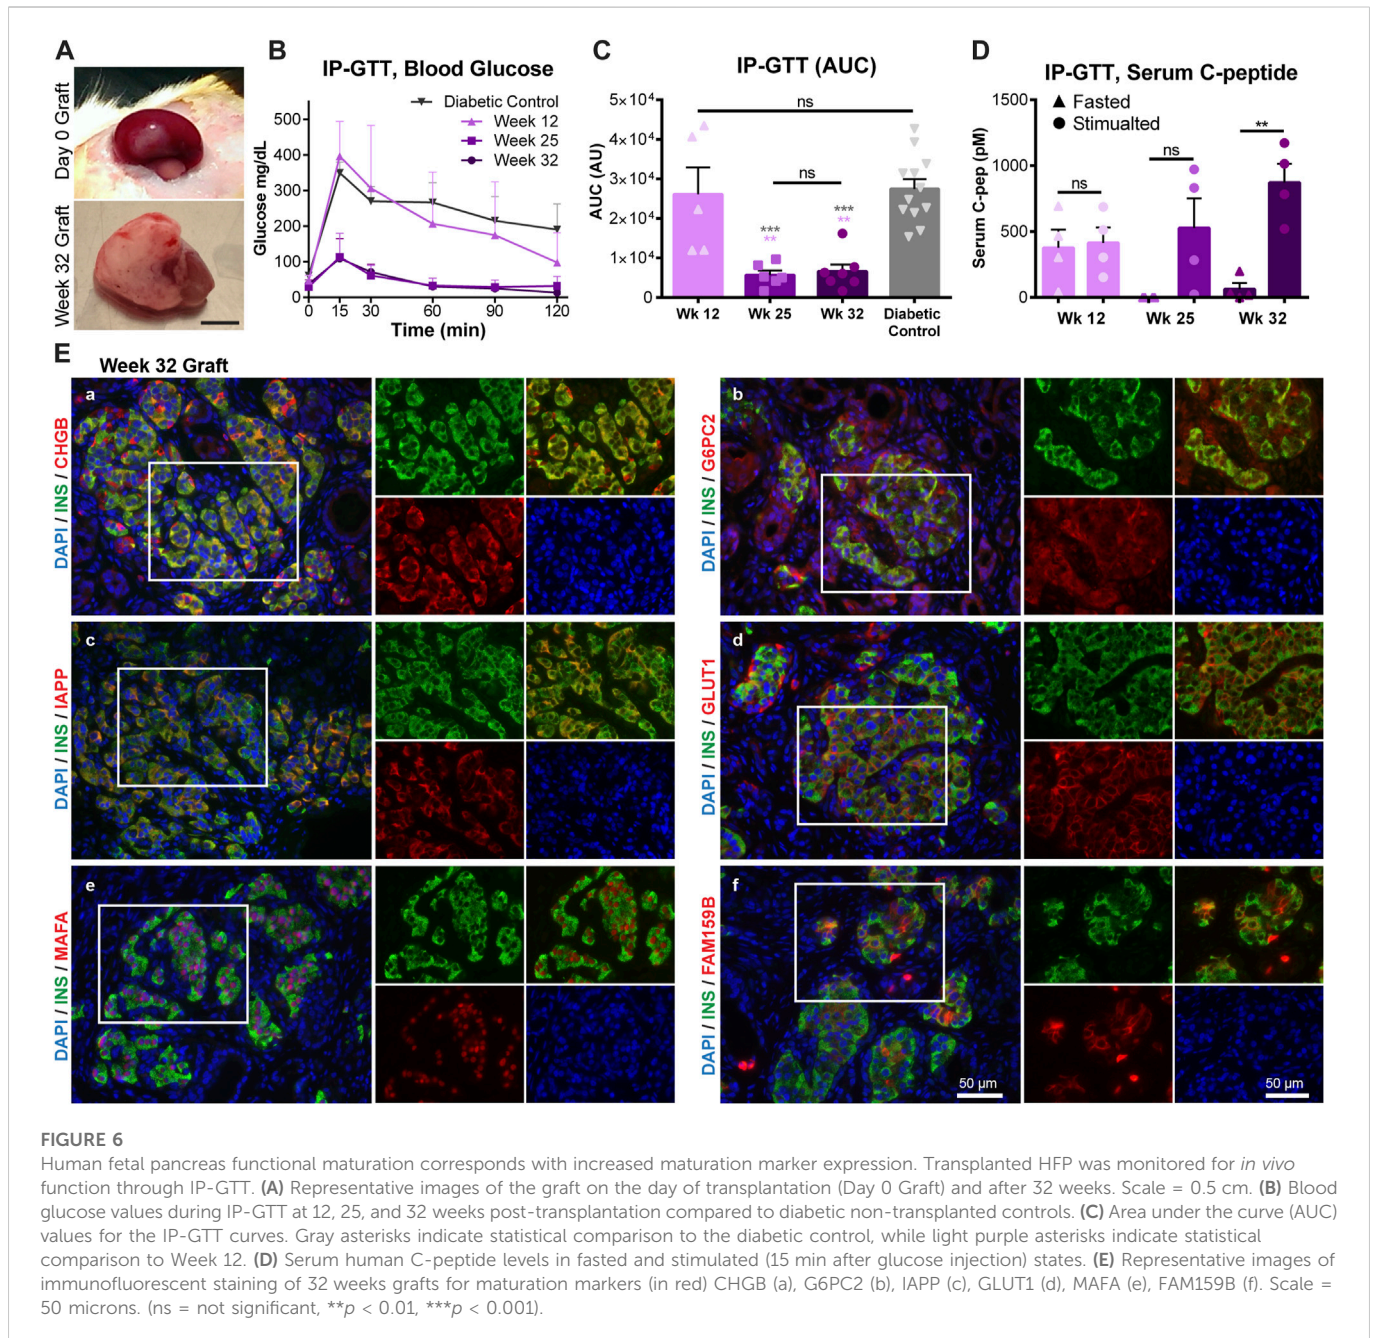 A
Day 0 Graft
Week 32 Graft
B
IP-GTT, Blood Glucose
Diabetic Control
Week 12
Week 25
Week 32
Glucose mg/dL
500
400
300
200
100
0
0 15 30 60 90 120
Time (min)
C
IP-GTT (AUC)
AUC (AU)
5×10⁴
4×10⁴
3×10⁴
2×10⁴
1×10⁴
0
ns
ns
***
**
***
**
Wk 12 Wk 25 Wk 32 Diabetic
Control
D
IP-GTT, Serum C-peptide
Fasted
Stimualted
Serum C-pep (pM)
1500
1000
500
0
ns
ns
**
Wk 12 Wk 25 Wk 32
E
Week 32 Graft
a
DAPI / INS / CHGB
b
DAPI / INS / G6PC2
c
DAPI / INS / IAPP
d
DAPI / INS / GLUT1
e
DAPI / INS / MAFA
f
DAPI / INS / FAM159B
50 µm
50 µm
FIGURE 6
Human fetal pancreas functional maturation corresponds with increased maturation marker expression. Transplanted HFP was monitored for in vivo
function through IP-GTT. (A) Representative images of the graft on the day of transplantation (Day 0 Graft) and after 32 weeks. Scale = 0.5 cm. (B) Blood
glucose values during IP-GTT at 12, 25, and 32 weeks post-transplantation compared to diabetic non-transplanted controls. (C) Area under the curve (AUC)
values for the IP-GTT curves. Gray asterisks indicate statistical comparison to the diabetic control, while light purple asterisks indicate statistical
comparison to Week 12. (D) Serum human C-peptide levels in fasted and stimulated (15 min after glucose injection) states. (E) Representative images of
immunofluorescent staining of 32 weeks grafts for maturation markers (in red) CHGB (a), G6PC2 (b), IAPP (c), GLUT1 (d), MAFA (e), FAM159B (f). Scale =
50 microns. (ns = not significant, **p < 0.01, ***p < 0.001).